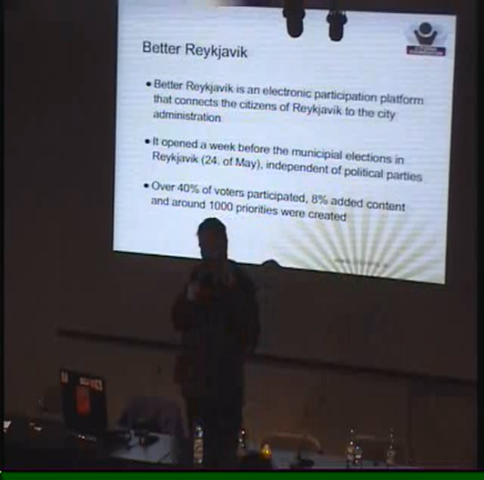 Better Reykjavik
• Better Reykjavik is an electronic participation platform
that connects the citizens of Reykjavik to the city
administration
• It opened a week before the municipial elections in
Reykjavik (24. of May), independent of political parties
• Over 40% of voters participated, 8% added content
and around 1000 priorities were created